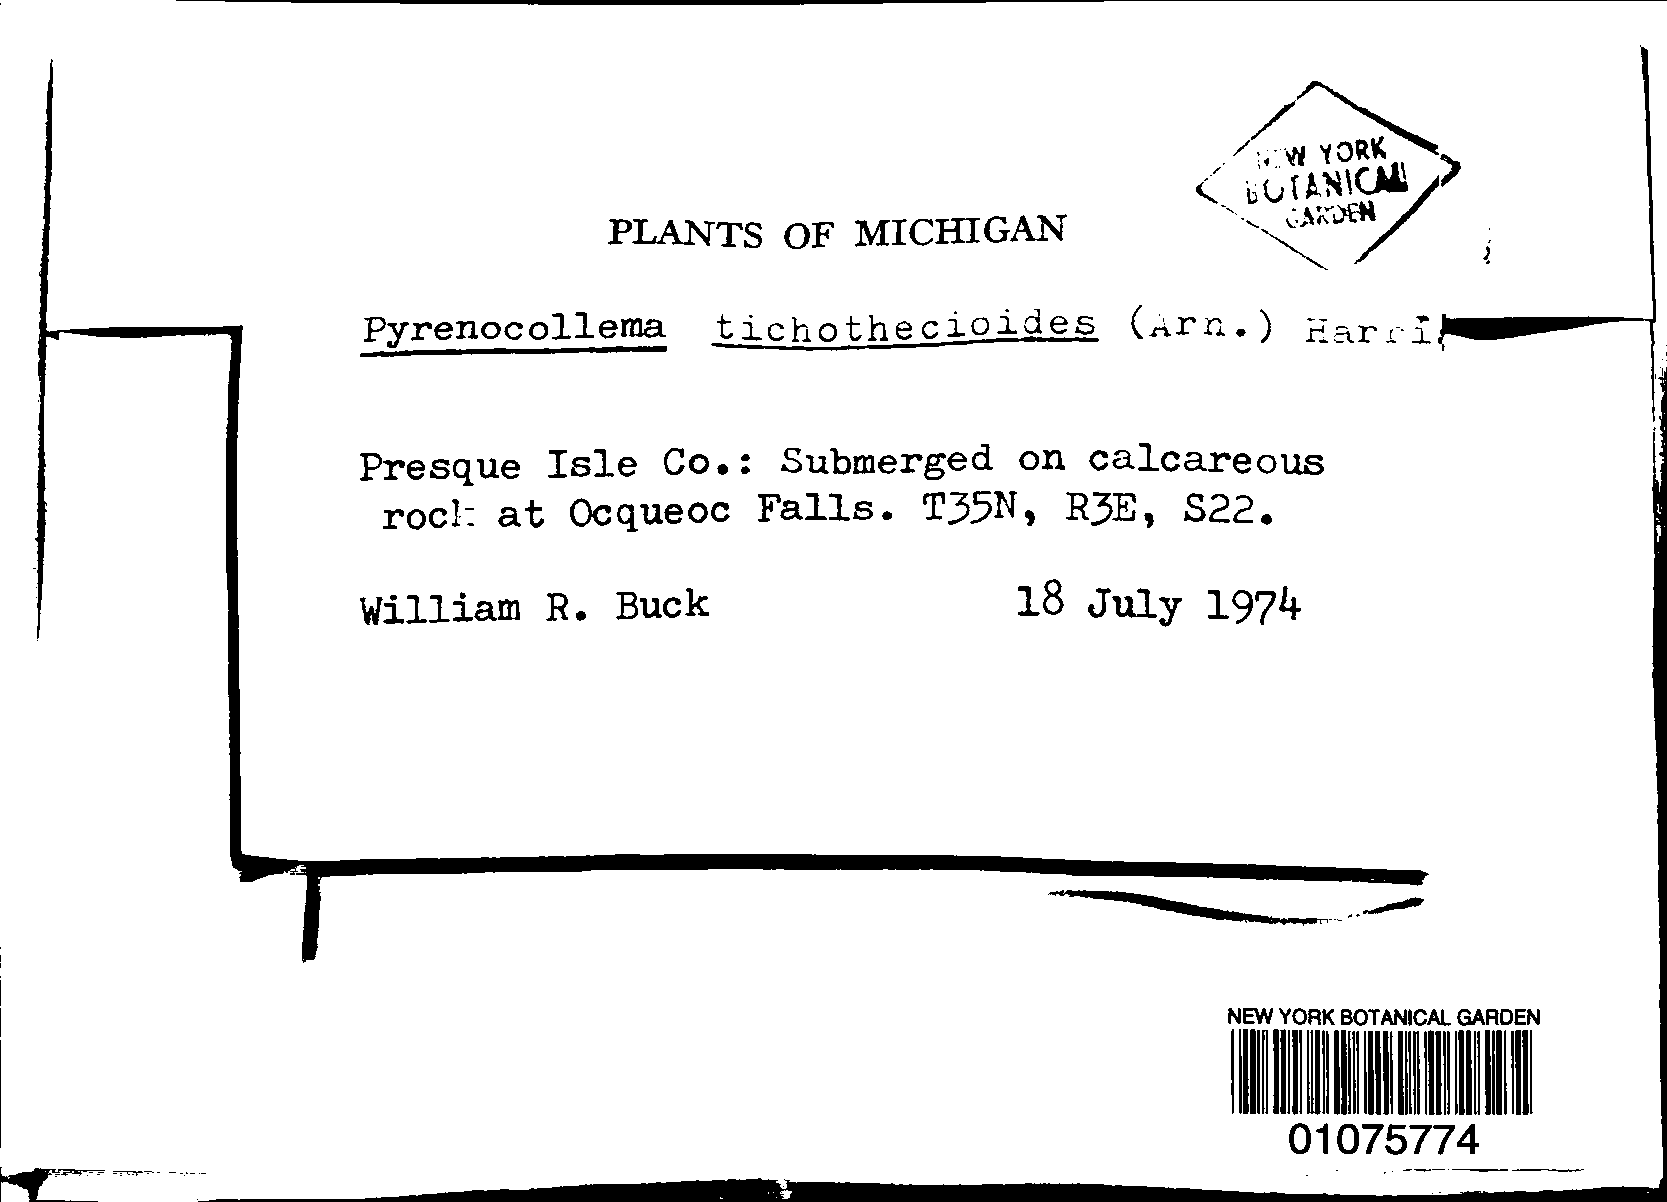 NEW YORK
BOTANICAL
GARDEN
PLANTS OF MICHIGAN
Pyrenocollema tichothecioides (Arn.) Harri
Presque Isle Co.: Submerged on calcareous
rock at Ocqueoc Falls. T35N, R3E, S22.
William R. Buck 18 July 1974
NEW YORK BOTANICAL GARDEN
01075774